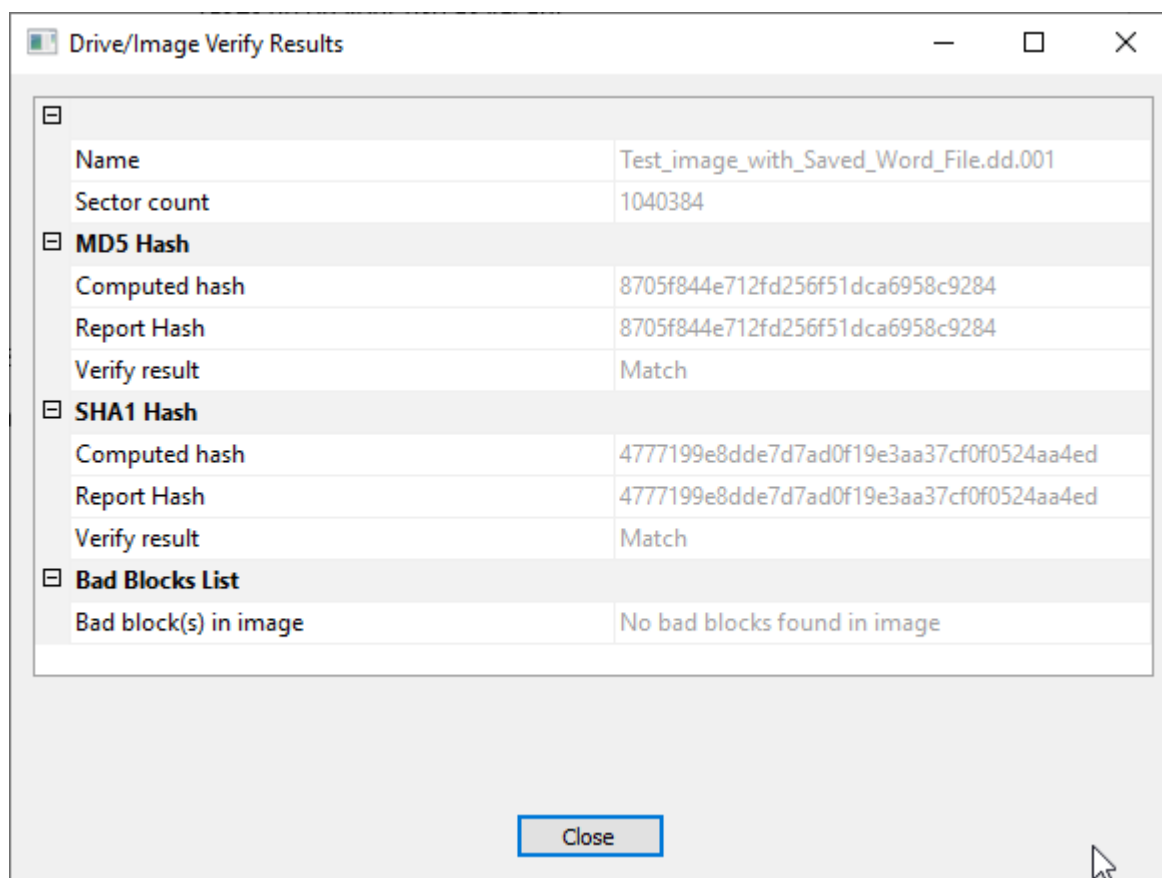 Drive/Image Verify Results
Name Test_image_with_Saved_Word_File.dd.001
Sector count 1040384
MD5 Hash
Computed hash 8705f844e712fd256f51dca6958c9284
Report Hash 8705f844e712fd256f51dca6958c9284
Verify result Match
SHA1 Hash
Computed hash 4777199e8dde7d7ad0f19e3aa37cf0f0524aa4ed
Report Hash 4777199e8dde7d7ad0f19e3aa37cf0f0524aa4ed
Verify result Match
Bad Blocks List
Bad block(s) in image No bad blocks found in image
Close